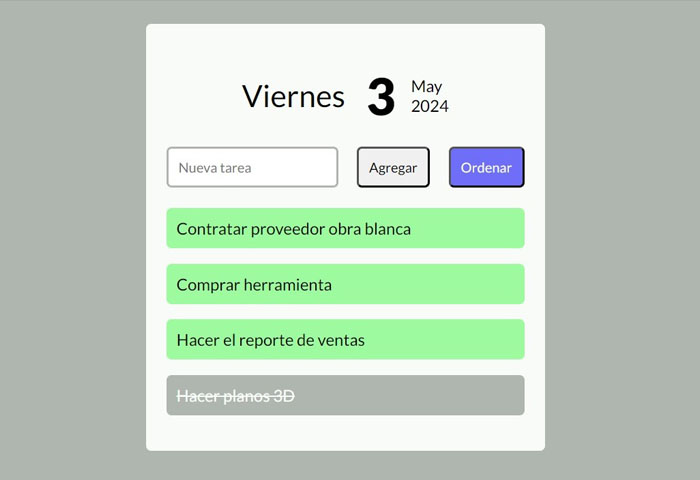 Viernes 3 May
2024
Nueva tarea Agregar Ordenar
Contratar proveedor obra blanca
Comprar herramienta
Hacer el reporte de ventas
Hacer planos 3D